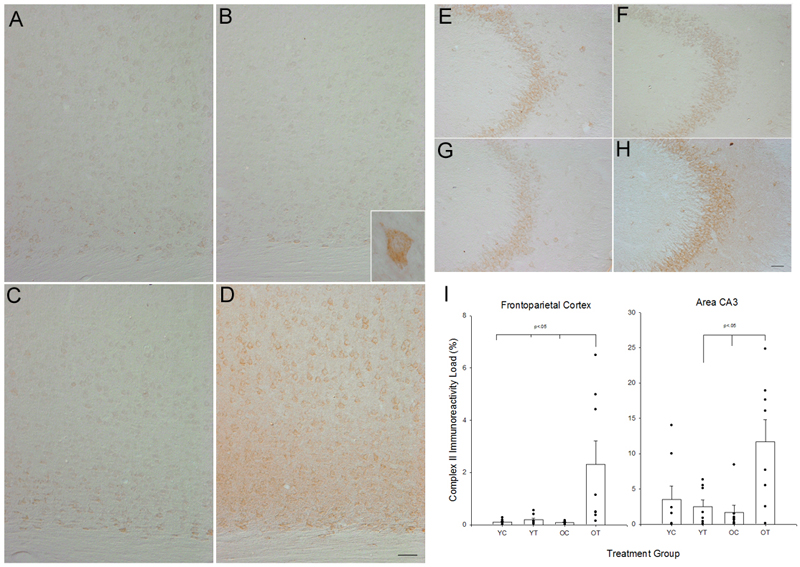 A
B
C
D
E
F
G
H
I
Frontoparietal Cortex
Area CA3
Complex II Immunoreactivity Load (%)
p<.05
p<.05
8
6
4
2
0
30
25
20
15
10
5
0
YC YT OC OT
YC YT OC OT
Treatment Group